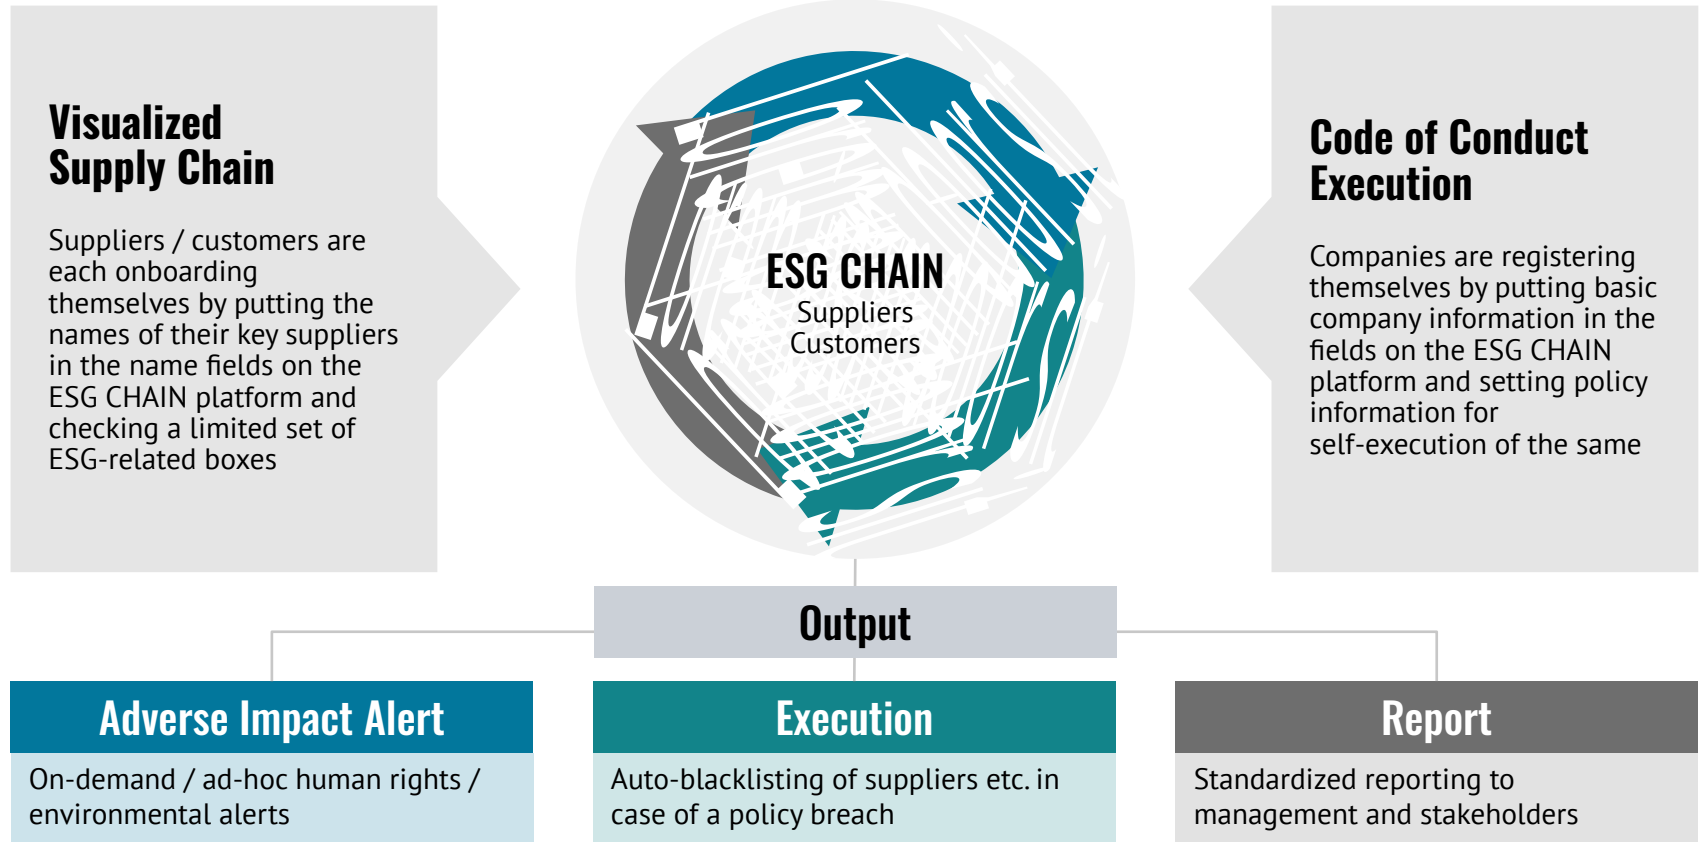 Visualized
Supply Chain
Suppliers / customers are
each onboarding
themselves by putting the
names of their key suppliers
in the name fields on the
ESG CHAIN platform and
checking a limited set of
ESG-related boxes
ESG CHAIN
Suppliers
Customers
Code of Conduct
Execution
Companies are registering
themselves by putting basic
company information in the
fields on the ESG CHAIN
platform and setting policy
information for
self-execution of the same
Output
Adverse Impact Alert
On-demand / ad-hoc human rights /
environmental alerts
Execution
Auto-blacklisting of suppliers etc. in
case of a policy breach
Report
Standardized reporting to
management and stakeholders